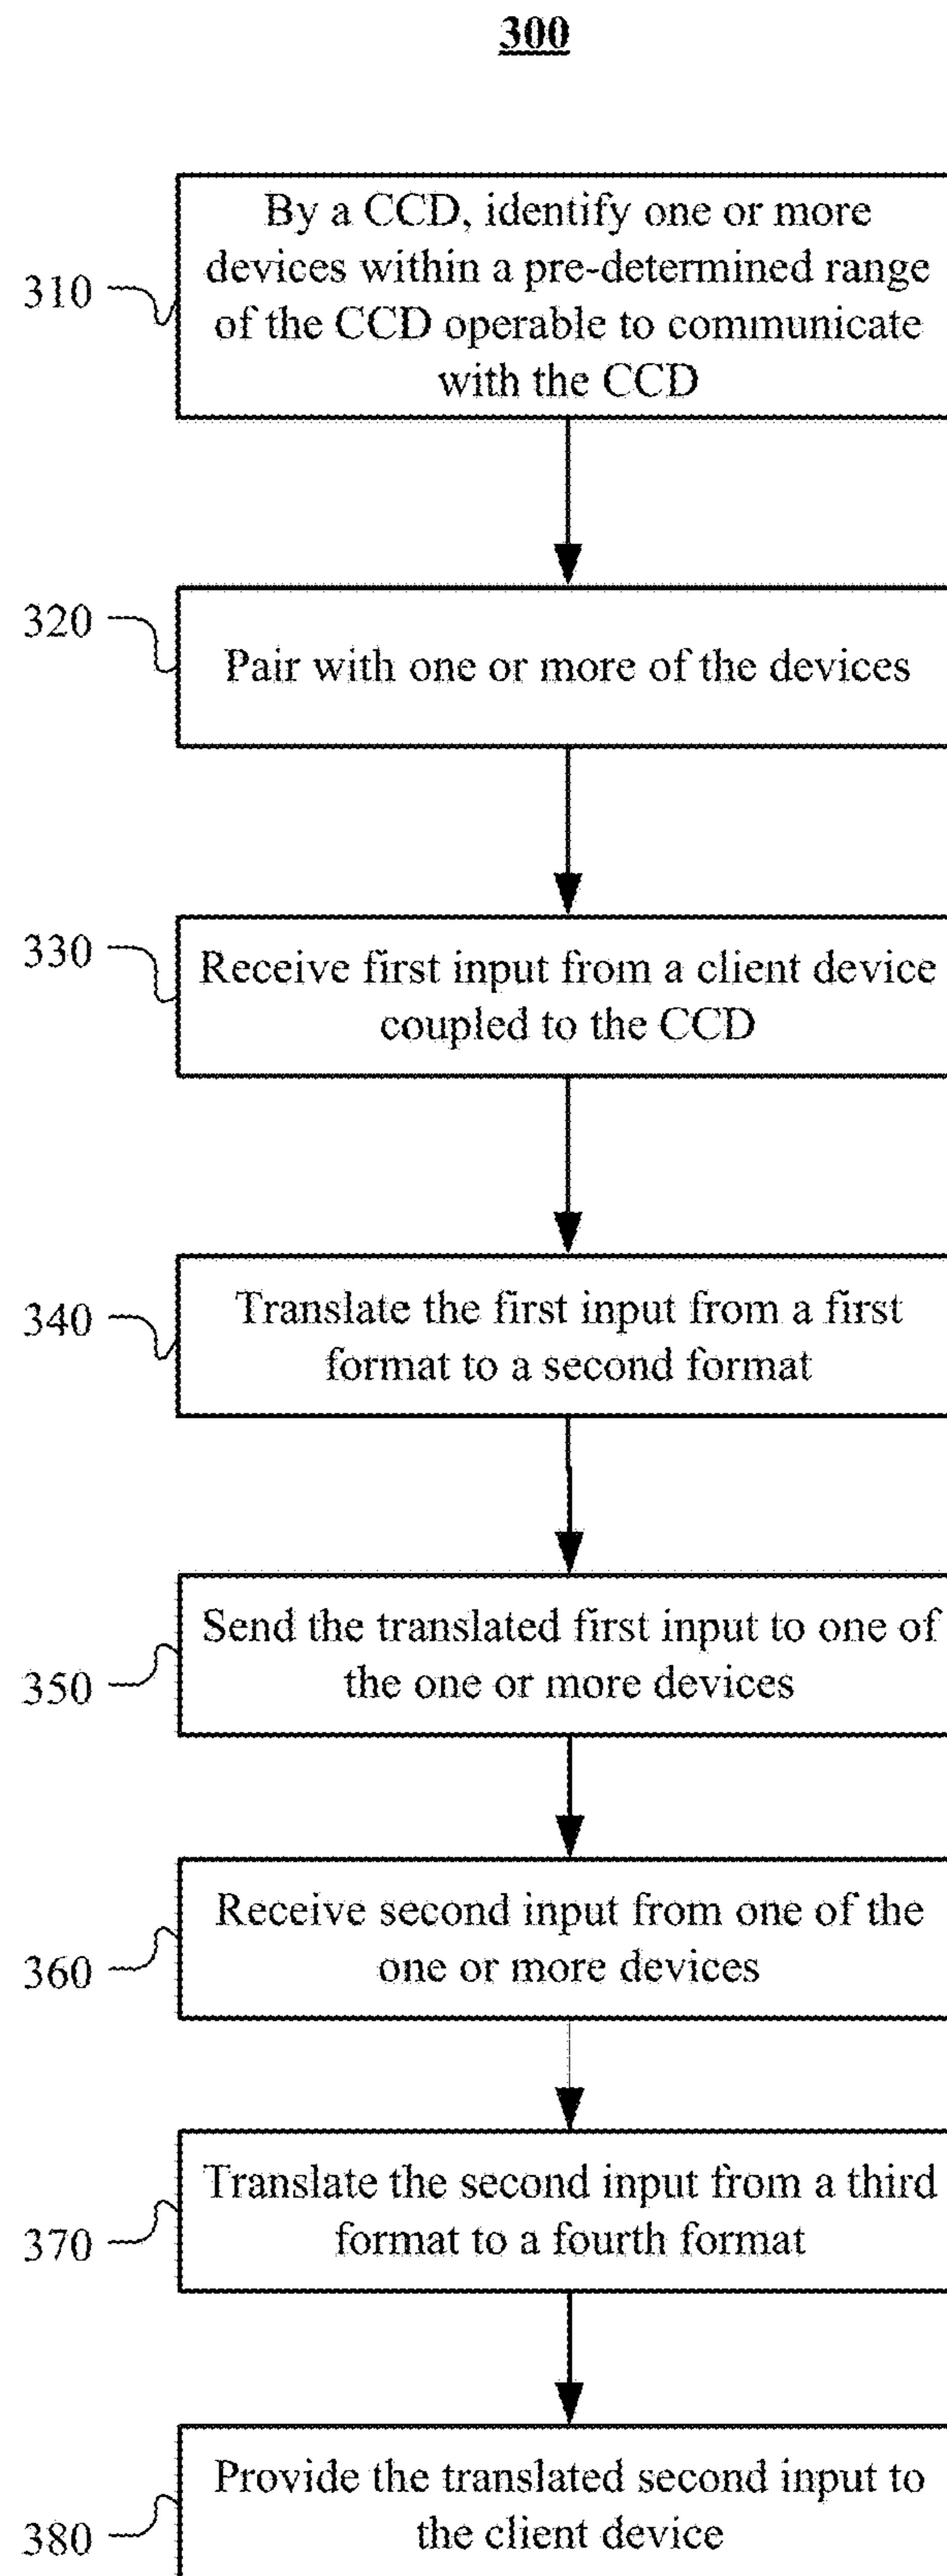 300
By a CCD, identify one or more
devices within a pre-determined range
of the CCD operable to communicate
with the CCD
310
320
Pair with one or more of the devices
330
Receive first input from a client device
coupled to the CCD
340
Translate the first input from a first
format to a second format
350
Send the translated first input to one of
the one or more devices
360
Receive second input from one of the
one or more devices
370
Translate the second input from a third
format to a fourth format
380
Provide the translated second input to
the client device